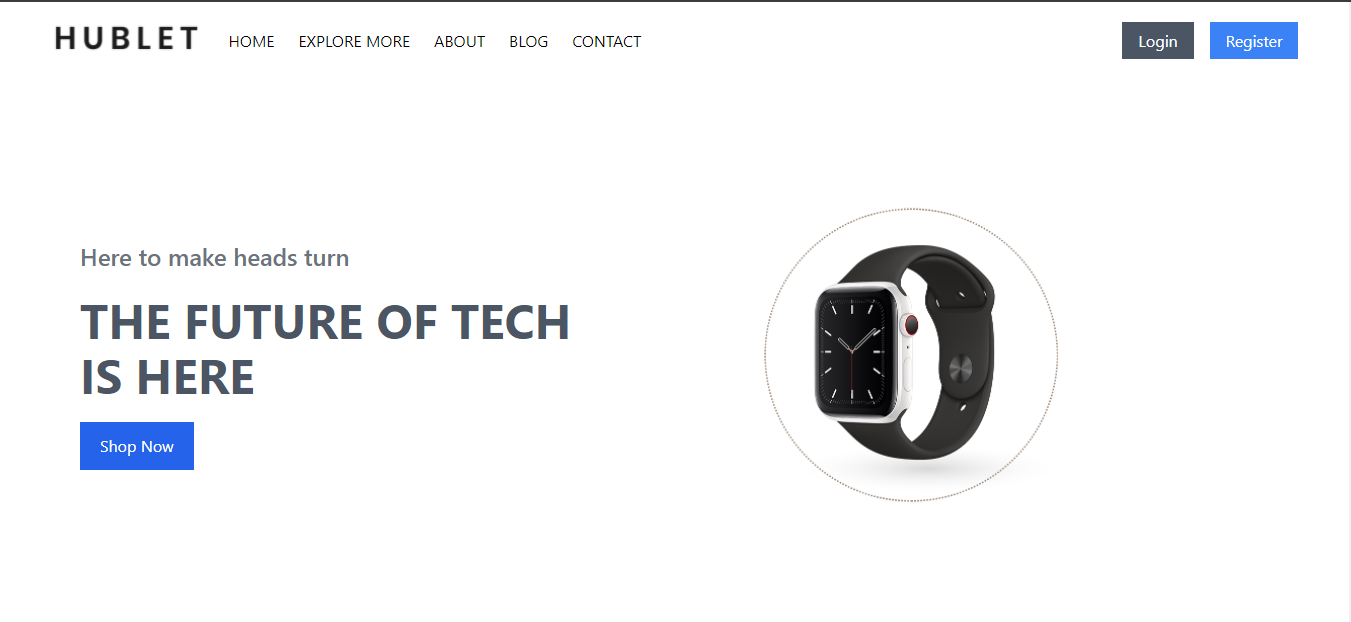 HUBLET
HOME EXPLORE MORE ABOUT BLOG CONTACT
Login Register
Here to make heads turn
THE FUTURE OF TECH
IS HERE
Shop Now